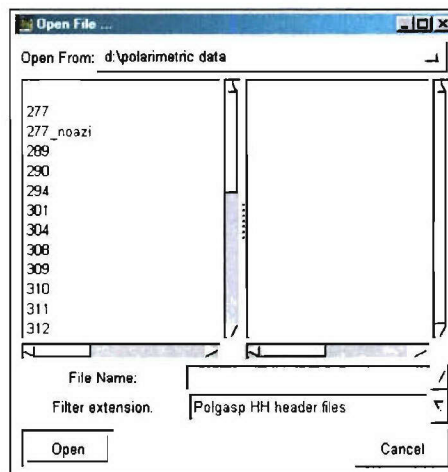 Open File ...
Open From: d:\polarimetric data
277
277_noazi
289
290
294
301
304
308
309
310
311
312
File Name:
Filter extension. Polgasp HH header files
Open Cancel